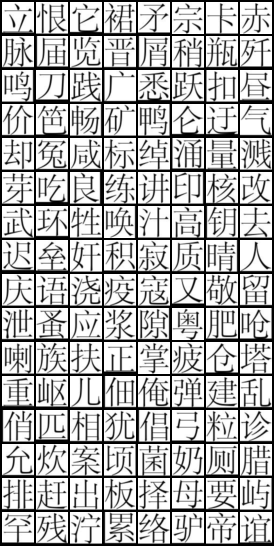 立恨它裙矛宗卡赤
脉届览晋屑稍瓶歼
鸣刀践广悉跃扣昼
价笆畅矿鸭仑迂气
却冤咸标绰涌量溅
芽吃良练讲印核改
武环牲唤汁高钥去
迟垒奸积寂质晴人
庆语浇疫寇又敬留
泄蚤应浆隙粤肥呛
喇族扶正掌疲仓塔
重岖儿佃俺弹建乱
俏匹相犹倡弓粒诊
允炊案顷菌奶厕腊
排赶出板择母要屿
罕残泞累络驴帝谊